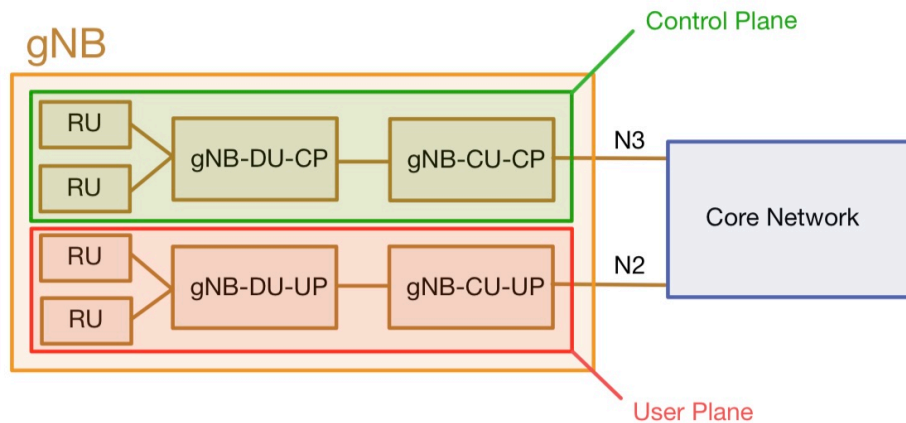 Control Plane
gNB
RU
gNB-DU-CP
gNB-CU-CP
N3
RU
Core Network
RU
gNB-DU-UP
gNB-CU-UP
N2
RU
User Plane